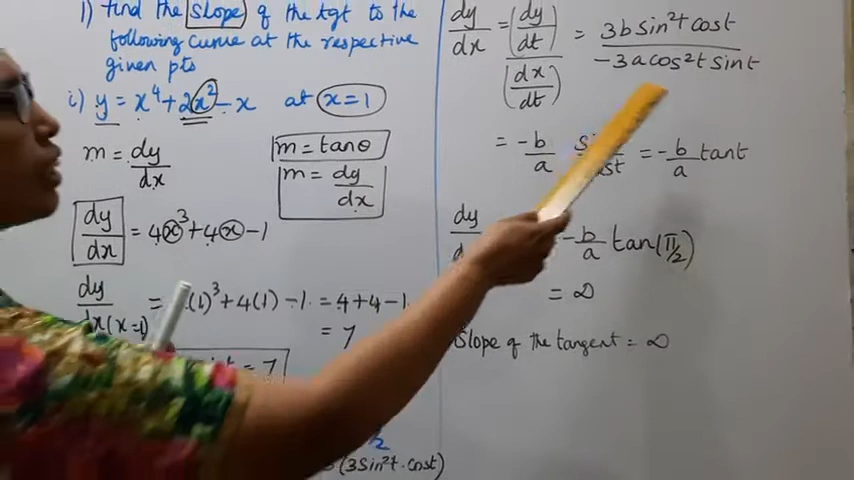 1) find the slope of the tgt to the
following curve at the respective
given pts
i) y = x⁴ + 2x² - x at x = 1
m = dy/dx
m = tanθ
m = dy/dx
dy/dx = 4x³ + 4x - 1
dy/dx (x=1) = (1)³ + 4(1) - 1 = 4 + 4 - 1
= 7
= 7
dy/dx = (dy/dt)/(dx/dt) = 3b sin²t cost / -3a cos²t sint
= -b/a = -b/a tant
dy
-b/a tan(π/2)
= ∞
Slope of the tangent = ∞
(3sin²t · cost)